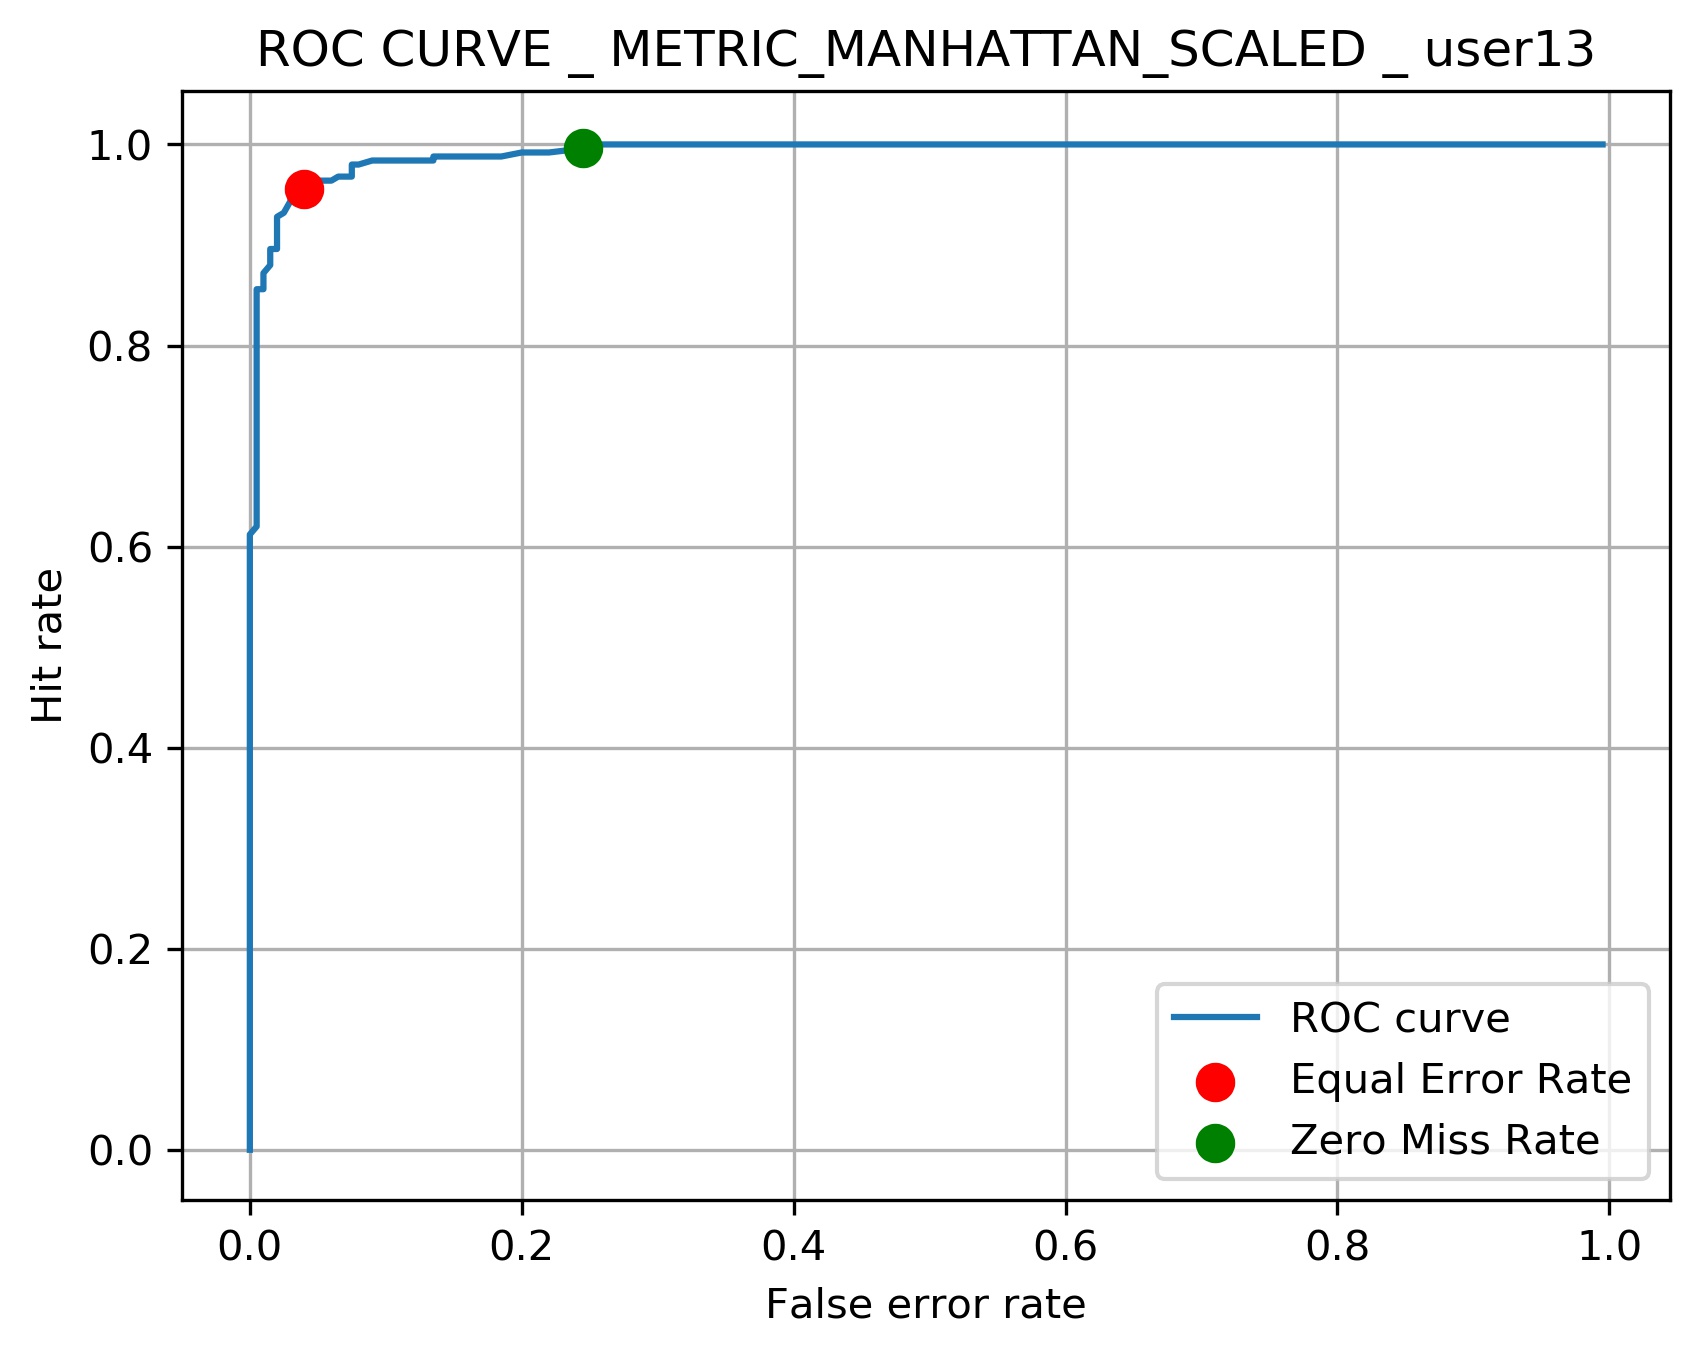 ROC CURVE _ METRIC_MANHATTAN_SCALED _ user13
1.0
0.8
0.6
0.4
0.2
0.0
Hit rate
ROC curve
Equal Error Rate
Zero Miss Rate
0.0 0.2 0.4 0.6 0.8 1.0
False error rate